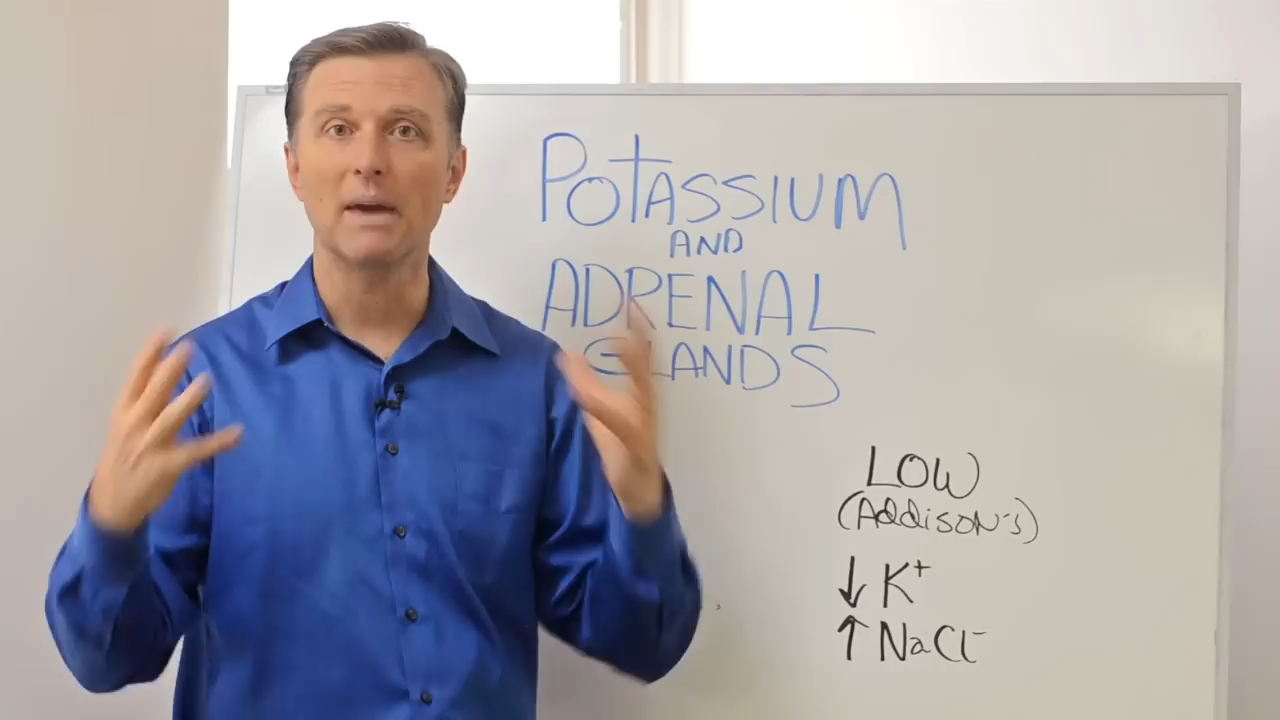 POTASSIUM
AND
ADRENAL
GLANDS
LOW
(Addison's)
↓ K⁺
↑ NaCl⁻